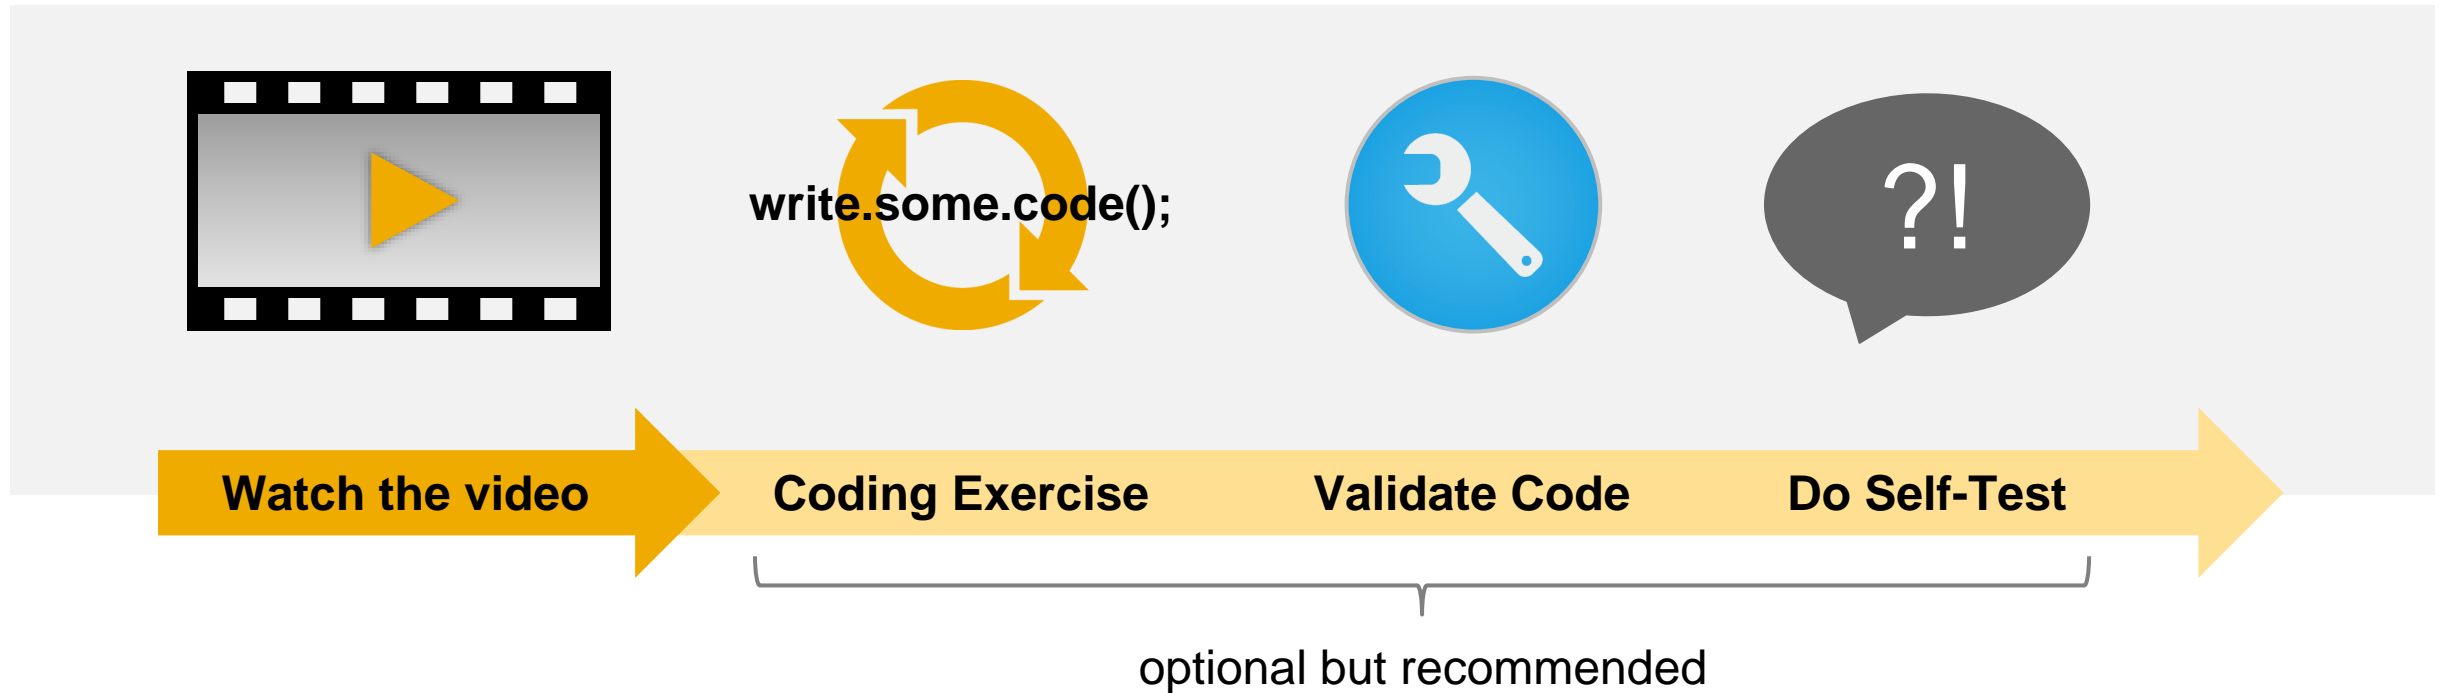 write.some.code();
?!
Watch the video
Coding Exercise
Validate Code
Do Self-Test
optional but recommended